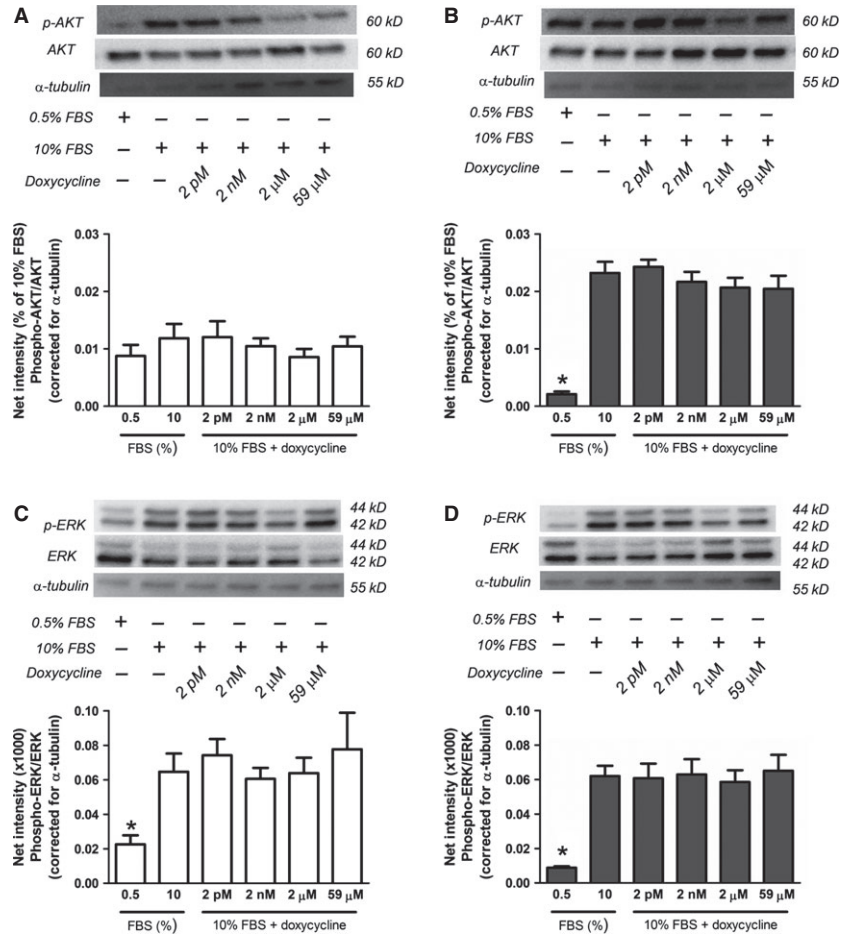 A
p-AKT 60 kD
AKT 60 kD
α-tubulin 55 kD
0.5% FBS + – – – – –
10% FBS – + + + + +
Doxycycline – – 2 pM 2 nM 2 µM 59 µM
Net intensity (% of 10% FBS)
Phospho-AKT/AKT
(corrected for α-tubulin)
0.03
0.02
0.01
0.00
0.5 10 2 pM 2 nM 2 µM 59 µM
FBS (%) 10% FBS + doxycycline
B
p-AKT 60 kD
AKT 60 kD
α-tubulin 55 kD
0.5% FBS + – – – – –
10% FBS – + + + + +
Doxycycline – – 2 pM 2 nM 2 µM 59 µM
Net intensity (% of 10% FBS)
Phospho-AKT/AKT
(corrected for α-tubulin)
0.03
0.02
0.01
0.00
*
0.5 10 2 pM 2 nM 2 µM 59 µM
FBS (%) 10% FBS + doxycycline
C
44 kD
p-ERK 42 kD
44 kD
ERK 42 kD
α-tubulin 55 kD
0.5% FBS + – – – – –
10% FBS – + + + + +
Doxycycline – – 2 pM 2 nM 2 µM 59 µM
Net intensity (x1000)
Phospho-ERK/ERK
(corrected for α-tubulin)
0.10
0.08
0.06
0.04
0.02
0.00
*
0.5 10 2 pM 2 nM 2 µM 59 µM
FBS (%) 10% FBS + doxycycline
D
44 kD
p-ERK 42 kD
44 kD
ERK 42 kD
α-tubulin 55 kD
0.5% FBS + – – – – –
10% FBS – + + + + +
Doxycycline – – 2 pM 2 nM 2 µM 59 µM
Net intensity (x1000)
Phospho-ERK/ERK
(corrected for α-tubulin)
0.10
0.08
0.06
0.04
0.02
0.00
*
0.5 10 2 pM 2 nM 2 µM 59 µM
FBS (%) 10% FBS + doxycycline